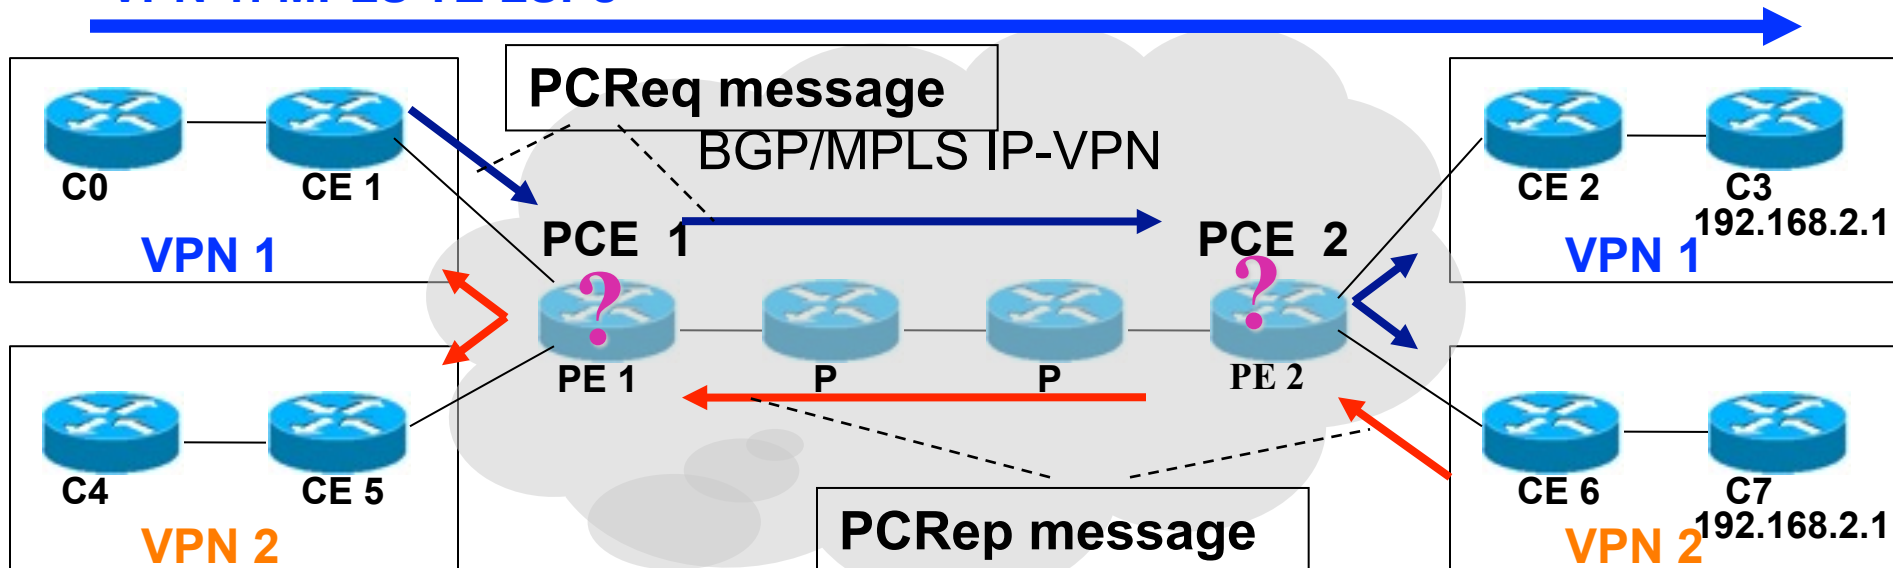 PCReq message
BGP/MPLS IP-VPN
C0
CE 1
VPN 1
PCE 1
PCE 2
CE 2
C3
192.168.2.1
VPN 1
?
?
PE 1
P
P
PE 2
C4
CE 5
VPN 2
PCRep message
CE 6
C7
192.168.2.1
VPN 2